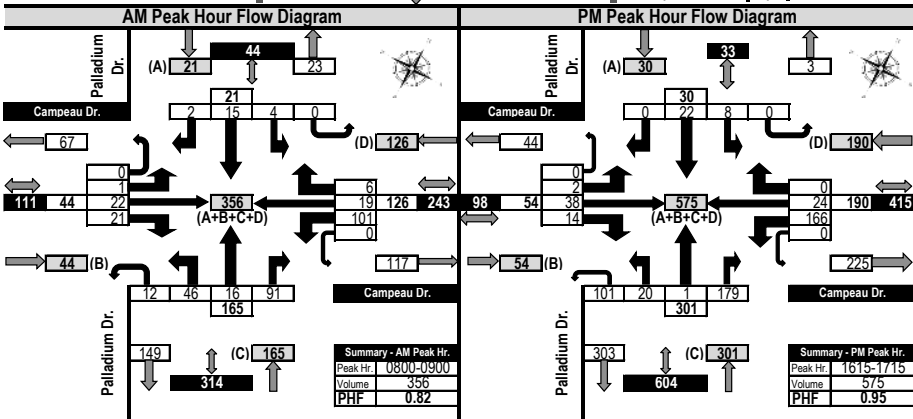 AM Peak Hour Flow Diagram
Palladium Dr.
44
(A) 21
23
21
2 15 4 0
Campeau Dr.
67
(D) 126
0
1
22
21
111 44
356
(A+B+C+D)
6
19
101
0
126 243
44 (B)
117
12 46 16 91
165
Campeau Dr.
Palladium Dr.
149
(C) 165
314
Summary - AM Peak Hr.
Peak Hr. 0800-0900
Volume 356
PHF 0.82
PM Peak Hour Flow Diagram
Palladium Dr.
33
(A) 30
3
30
0 22 8 0
Campeau Dr.
44
(D) 190
0
2
38
14
98 54
575
(A+B+C+D)
0
24
166
0
190 415
54 (B)
225
101 20 1 179
301
Campeau Dr.
Palladium Dr.
303
(C) 301
604
Summary - PM Peak Hr.
Peak Hr. 1615-1715
Volume 575
PHF 0.95